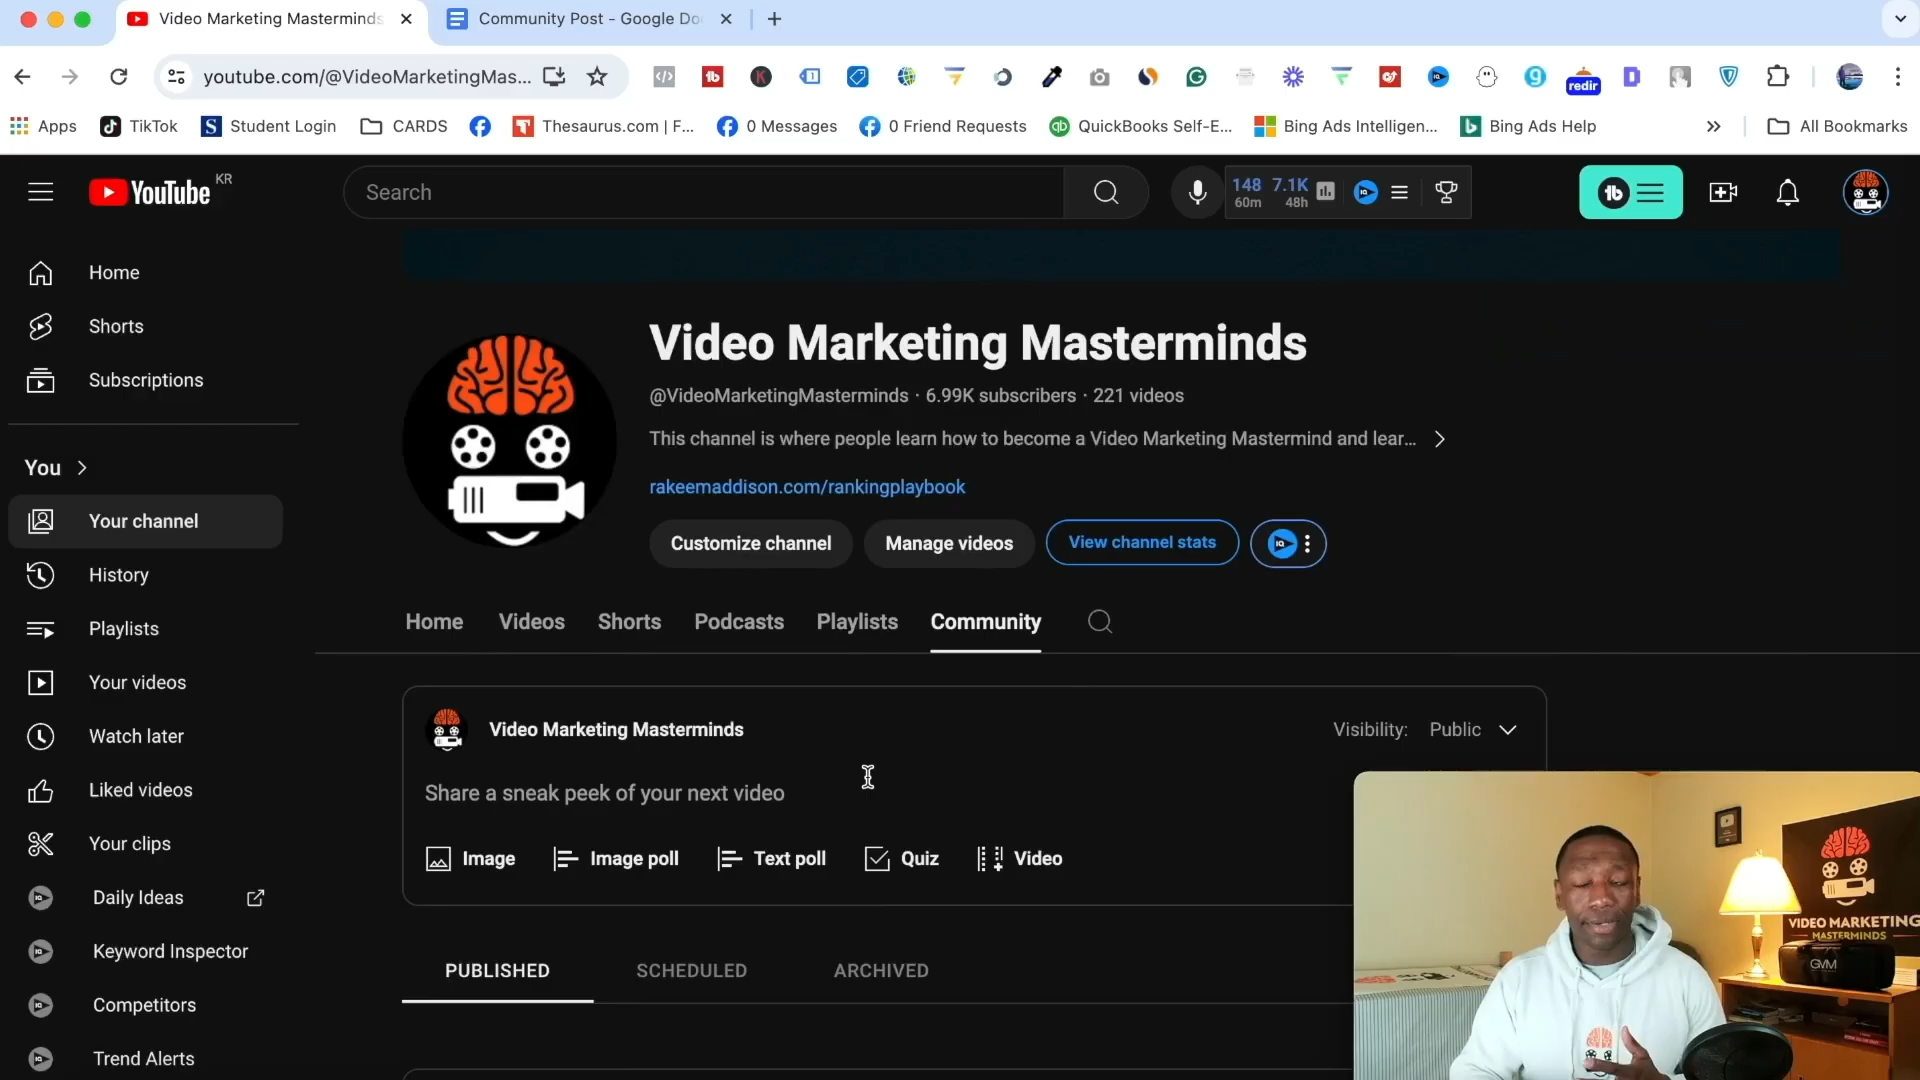 Video Marketing Masterminds
Community Post - Google Do
youtube.com/@VideoMarketingMas...
redir
Apps
TikTok
Student Login
CARDS
Thesaurus.com | F...
0 Messages
0 Friend Requests
QuickBooks Self-E...
Bing Ads Intelligen...
Bing Ads Help
All Bookmarks
YouTube KR
Search
148 7.1K
60m 48h
Home
Shorts
Subscriptions
You
Your channel
History
Playlists
Your videos
Watch later
Liked videos
Your clips
Daily Ideas
Keyword Inspector
Competitors
Trend Alerts
Video Marketing Masterminds
@VideoMarketingMasterminds · 6.99K subscribers · 221 videos
This channel is where people learn how to become a Video Marketing Mastermind and lear...
rakeemaddison.com/rankingplaybook
Customize channel
Manage videos
View channel stats
Home
Videos
Shorts
Podcasts
Playlists
Community
Video Marketing Masterminds
Visibility: Public
Share a sneak peek of your next video
Image
Image poll
Text poll
Quiz
Video
PUBLISHED
SCHEDULED
ARCHIVED
VIDEO MARKETING
MASTERMINDS
GVM